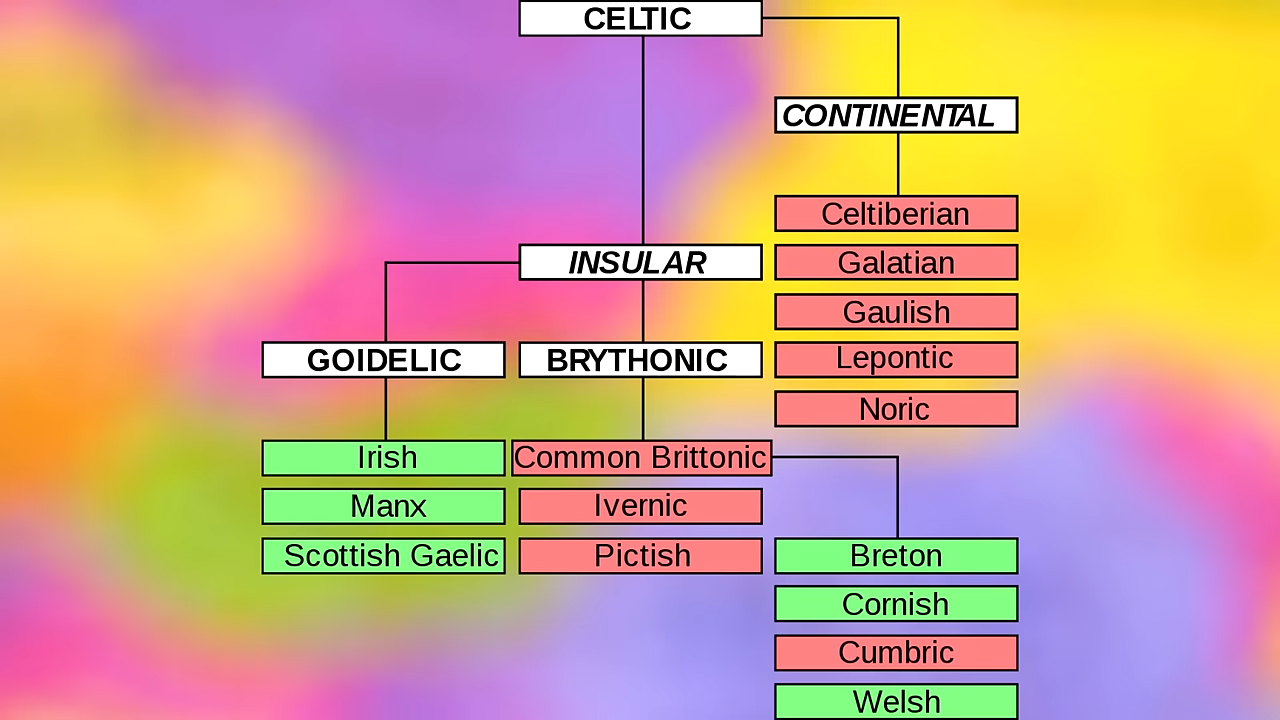 CELTIC
CONTINENTAL
Celtiberian
INSULAR
Galatian
Gaulish
GOIDELIC
BRYTHONIC
Lepontic
Noric
Irish
Common Brittonic
Manx
Ivernic
Scottish Gaelic
Pictish
Breton
Cornish
Cumbric
Welsh